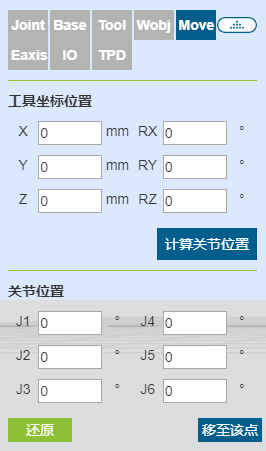 Joint Base Tool Wobj Move
Eaxis IO TPD
工具坐标位置
X 0 mm RX 0 °
Y 0 mm RY 0 °
Z 0 mm RZ 0 °
计算关节位置
关节位置
J1 0 ° J4 0 °
J2 0 ° J5 0 °
J3 0 ° J6 0 °
还原 移至该点